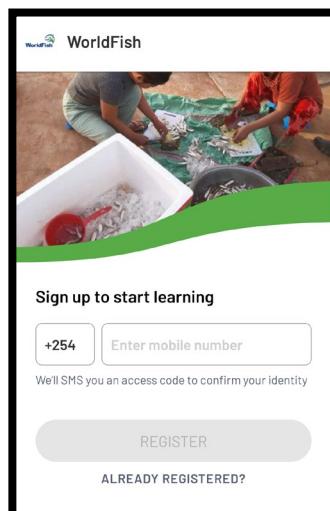 WorldFish WorldFish
Sign up to start learning
+254 Enter mobile number
We'll SMS you an access code to confirm your identity
REGISTER
ALREADY REGISTERED?